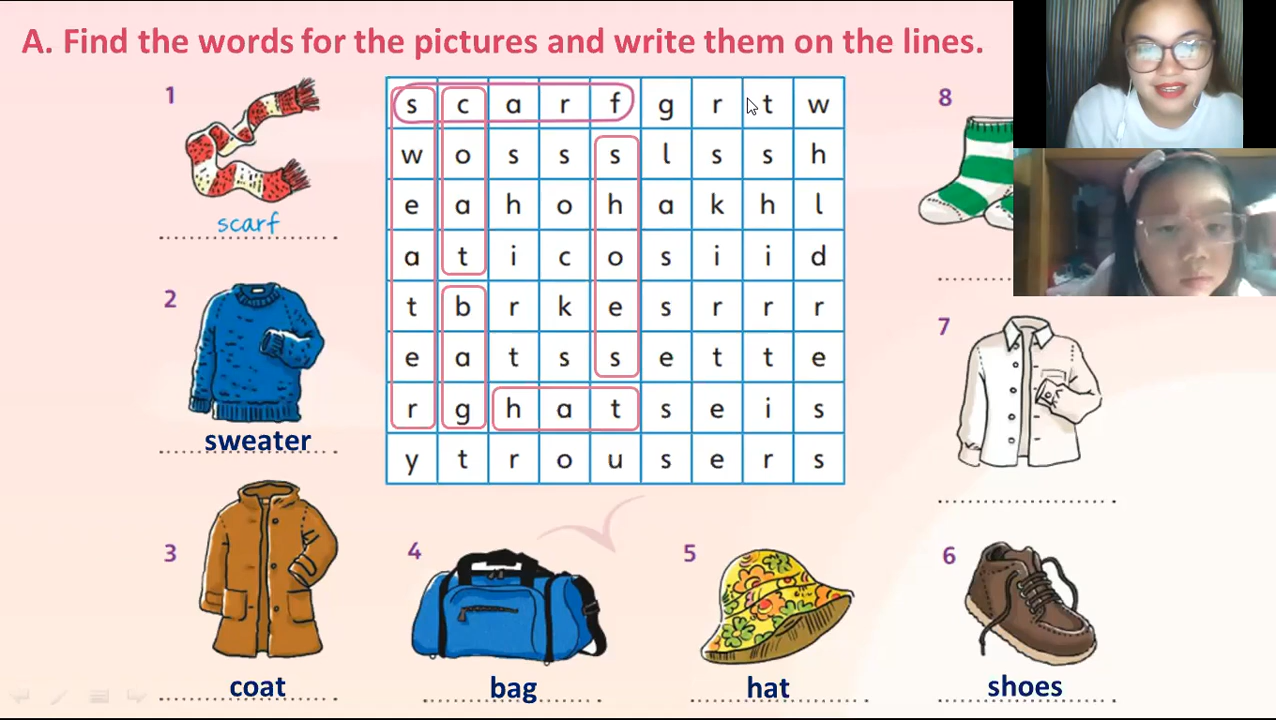 A. Find the words for the pictures and write them on the lines.
1
scarf
2
sweater
3
coat
s c a r f g r t w
w o s s s l s s h
e a h o h a k h l
a t i c o s i i d
t b r k e s r r r
e a t s s e t t e
r g h a t s e i s
y t r o u s e r s
4
bag
5
hat
6
shoes
7
8